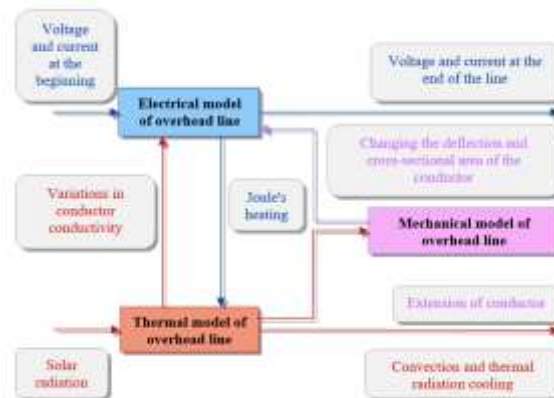 Voltage
and current
at the
beginning
Voltage and current at the
end of the line
Electrical model
of overhead line
Changing the deflection and
cross-sectional area of the
conductor
Variations in
conductor
conductivity
Joule's
heating
Mechanical model of
overhead line
Extension of conductor
Thermal model of
overhead line
Solar
radiation
Convection and thermal
radiation cooling